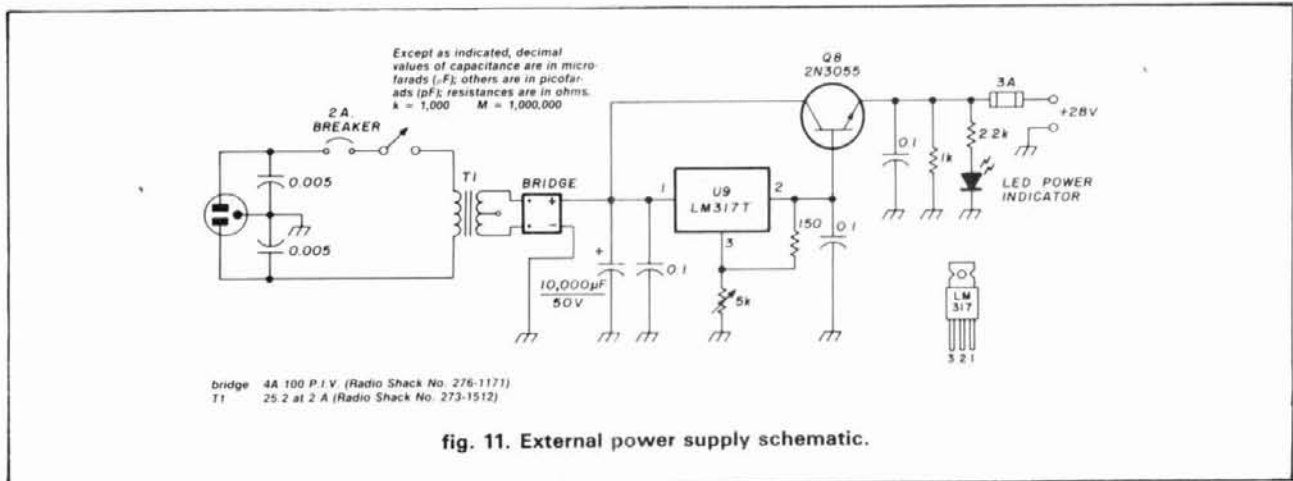 Except as indicated, decimal
values of capacitance are in micro-
farads (μF); others are in picofar-
ads (pF); resistances are in ohms.
k = 1,000 M = 1,000,000
Q8
2N3055
3A
+28V
2A.
BREAKER
0.005
0.005
T1
BRIDGE
+
-
1
U9
LM317T
2
3
150
0.1
0.1
1k
2.2k
LED POWER
INDICATOR
+
10,000μF
50V
0.1
5k
LM
317
3 2 1
bridge 4A 100 P.I.V. (Radio Shack No. 276-1171)
T1 25.2 at 2 A (Radio Shack No. 273-1512)
fig. 11. External power supply schematic.